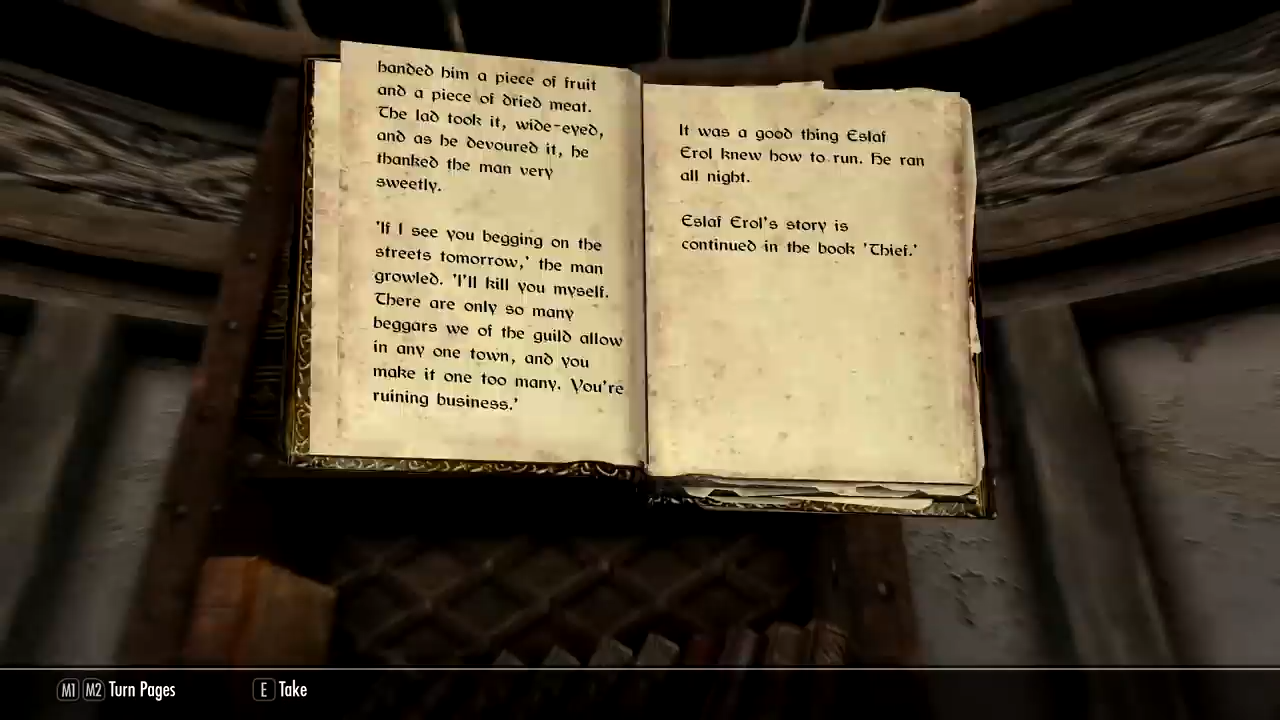 handed him a piece of fruit
and a piece of dried meat.
The lad took it, wide-eyed,
and as he devoured it, he
thanked the man very
sweetly.
'If I see you begging on the
streets tomorrow,' the man
growled. 'I'll kill you myself.
There are only so many
beggars we of the guild allow
in any one town, and you
make it one too many. You're
ruining business.'
It was a good thing Eslaf
Erol knew how to run. He ran
all night.
Eslaf Erol's story is
continued in the book 'Thief.'
M1 M2 Turn Pages
E Take